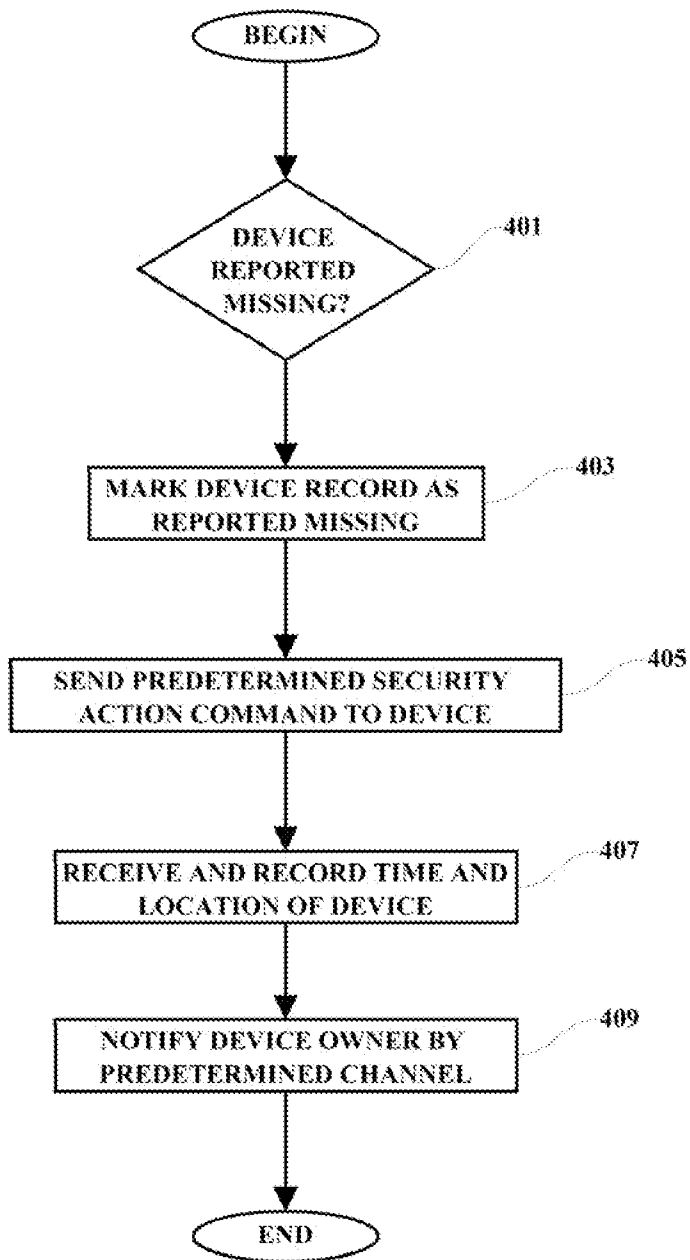 BEGIN
DEVICE
REPORTED
MISSING?
401
MARK DEVICE RECORD AS
REPORTED MISSING
403
SEND PREDETERMINED SECURITY
ACTION COMMAND TO DEVICE
405
RECEIVE AND RECORD TIME AND
LOCATION OF DEVICE
407
NOTIFY DEVICE OWNER BY
PREDETERMINED CHANNEL
409
END